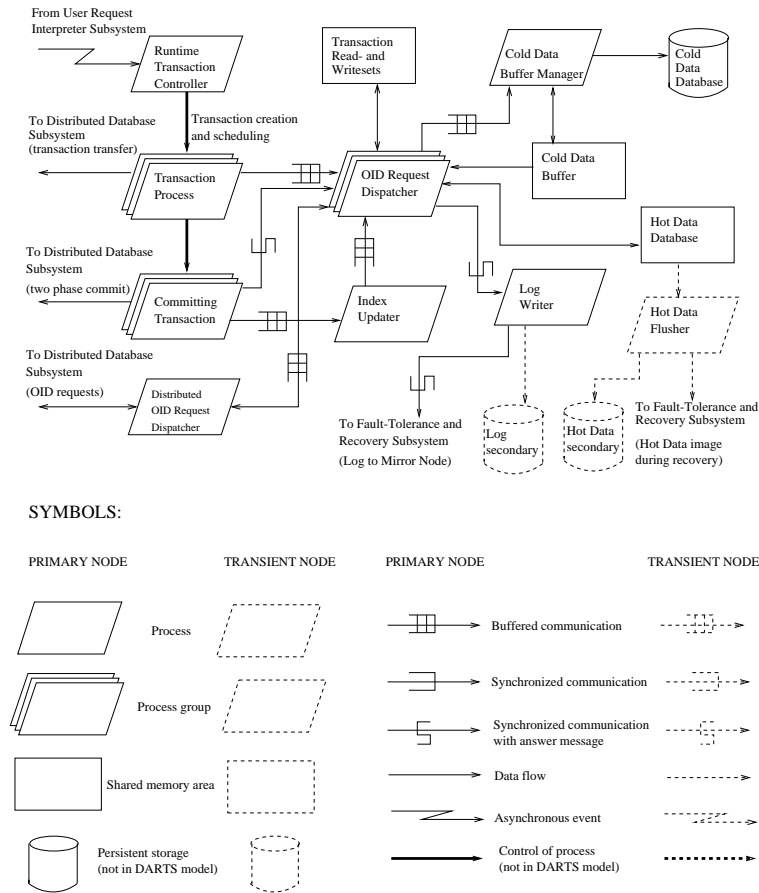 From User Request
Interpreter Subsystem
Runtime
Transaction
Controller
Transaction
Read- and
Writesets
Cold Data
Buffer Manager
Cold
Data
Database
To Distributed Database
Subsystem
(transaction transfer)
Transaction creation
and scheduling
Transaction
Process
OID Request
Dispatcher
Cold Data
Buffer
Hot Data
Database
To Distributed Database
Subsystem
(two phase commit)
Committing
Transaction
Index
Updater
Log
Writer
Hot Data
Flusher
To Distributed Database
Subsystem
(OID requests)
Distributed
OID Request
Dispatcher
To Fault-Tolerance and
Recovery Subsystem
(Log to Mirror Node)
Log
secondary
Hot Data
secondary
To Fault-Tolerance and
Recovery Subsystem
(Hot Data image
during recovery)
SYMBOLS:
PRIMARY NODE
TRANSIENT NODE
PRIMARY NODE
TRANSIENT NODE
Process
Buffered communication
Process group
Synchronized communication
Synchronized communication
with answer message
Shared memory area
Data flow
Asynchronous event
Persistent storage
(not in DARTS model)
Control of process
(not in DARTS model)